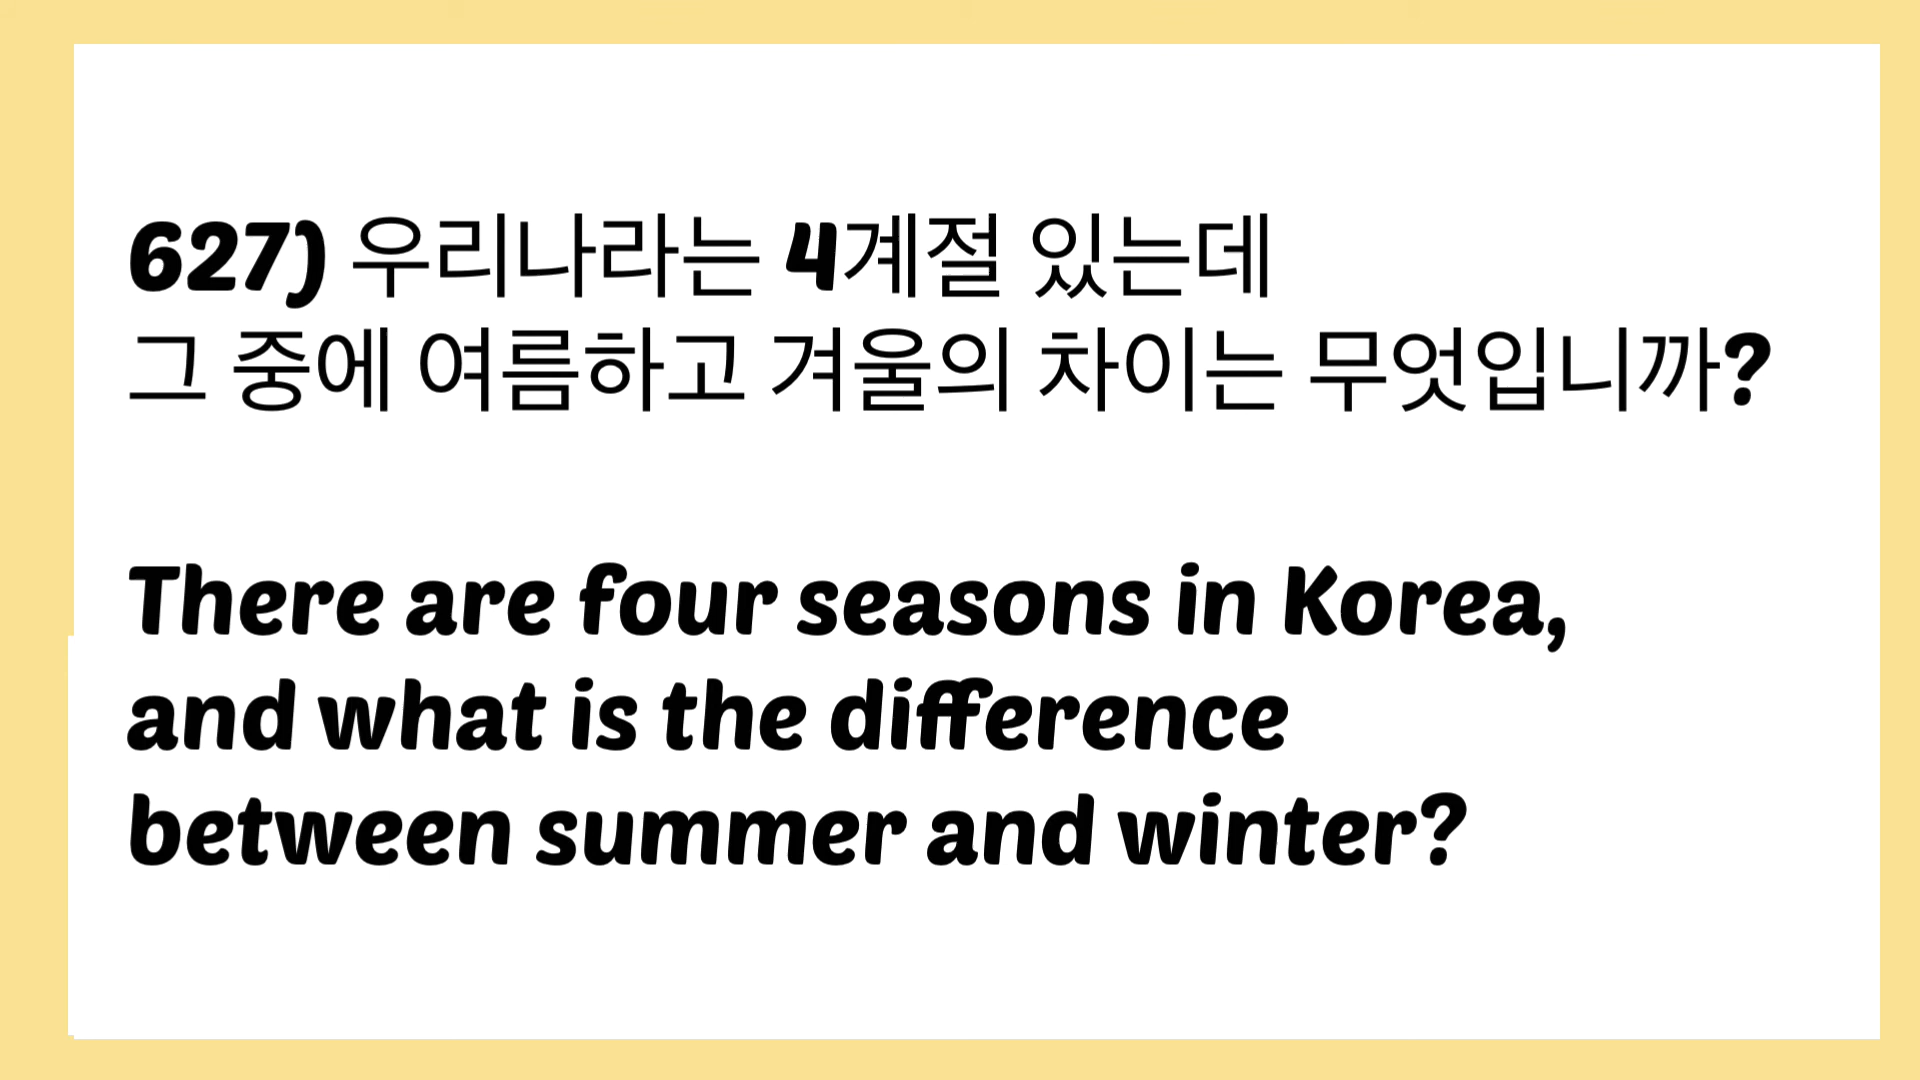 627) 우리나라는 4계절 있는데
그 중에 여름하고 겨울의 차이는 무엇입니까?
There are four seasons in Korea,
and what is the difference
between summer and winter?